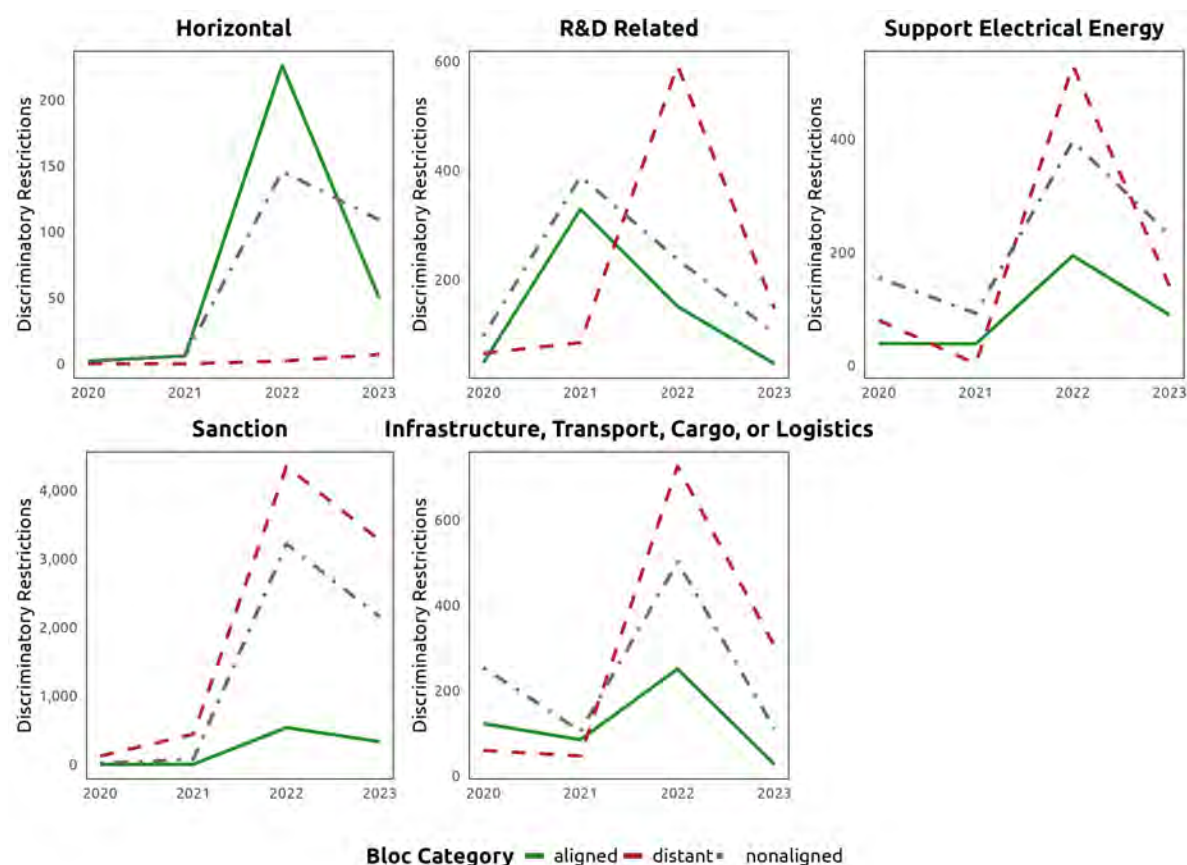 Horizontal
R&D Related
Support Electrical Energy
Discriminatory Restrictions
200
150
100
50
0
2020 2021 2022 2023
Discriminatory Restrictions
600
400
200
2020 2021 2022 2023
Discriminatory Restrictions
400
200
0
2020 2021 2022 2023
Sanction
Infrastructure, Transport, Cargo, or Logistics
Discriminatory Restrictions
4,000
3,000
2,000
1,000
0
2020 2021 2022 2023
Discriminatory Restrictions
600
400
200
0
2020 2021 2022 2023
Bloc Category aligned distant nonaligned